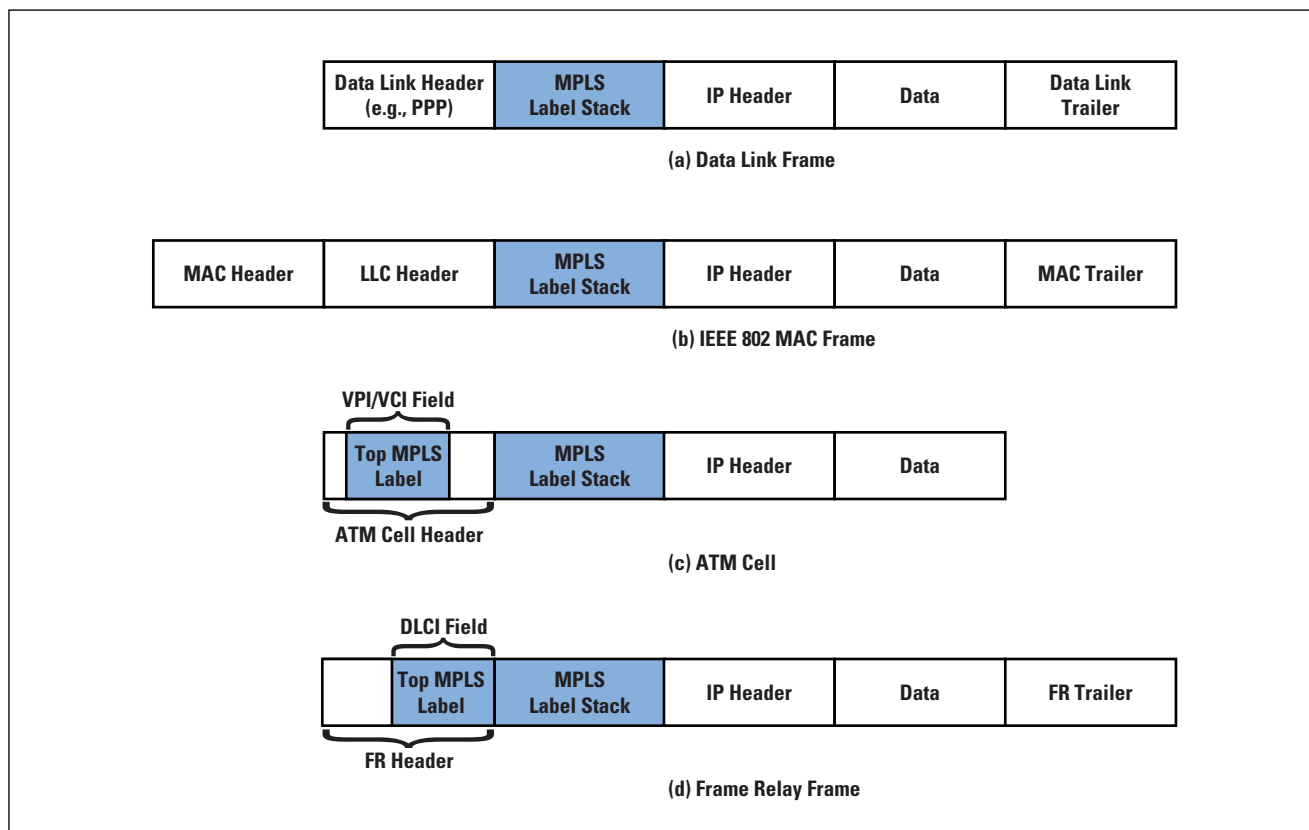 Data Link Header
(e.g., PPP)
MPLS
Label Stack
IP Header
Data
Data Link
Trailer
(a) Data Link Frame
MAC Header
LLC Header
MPLS
Label Stack
IP Header
Data
MAC Trailer
(b) IEEE 802 MAC Frame
VPI/VCI Field
Top MPLS
Label
MPLS
Label Stack
IP Header
Data
ATM Cell Header
(c) ATM Cell
DLCI Field
Top MPLS
Label
MPLS
Label Stack
IP Header
Data
FR Trailer
FR Header
(d) Frame Relay Frame